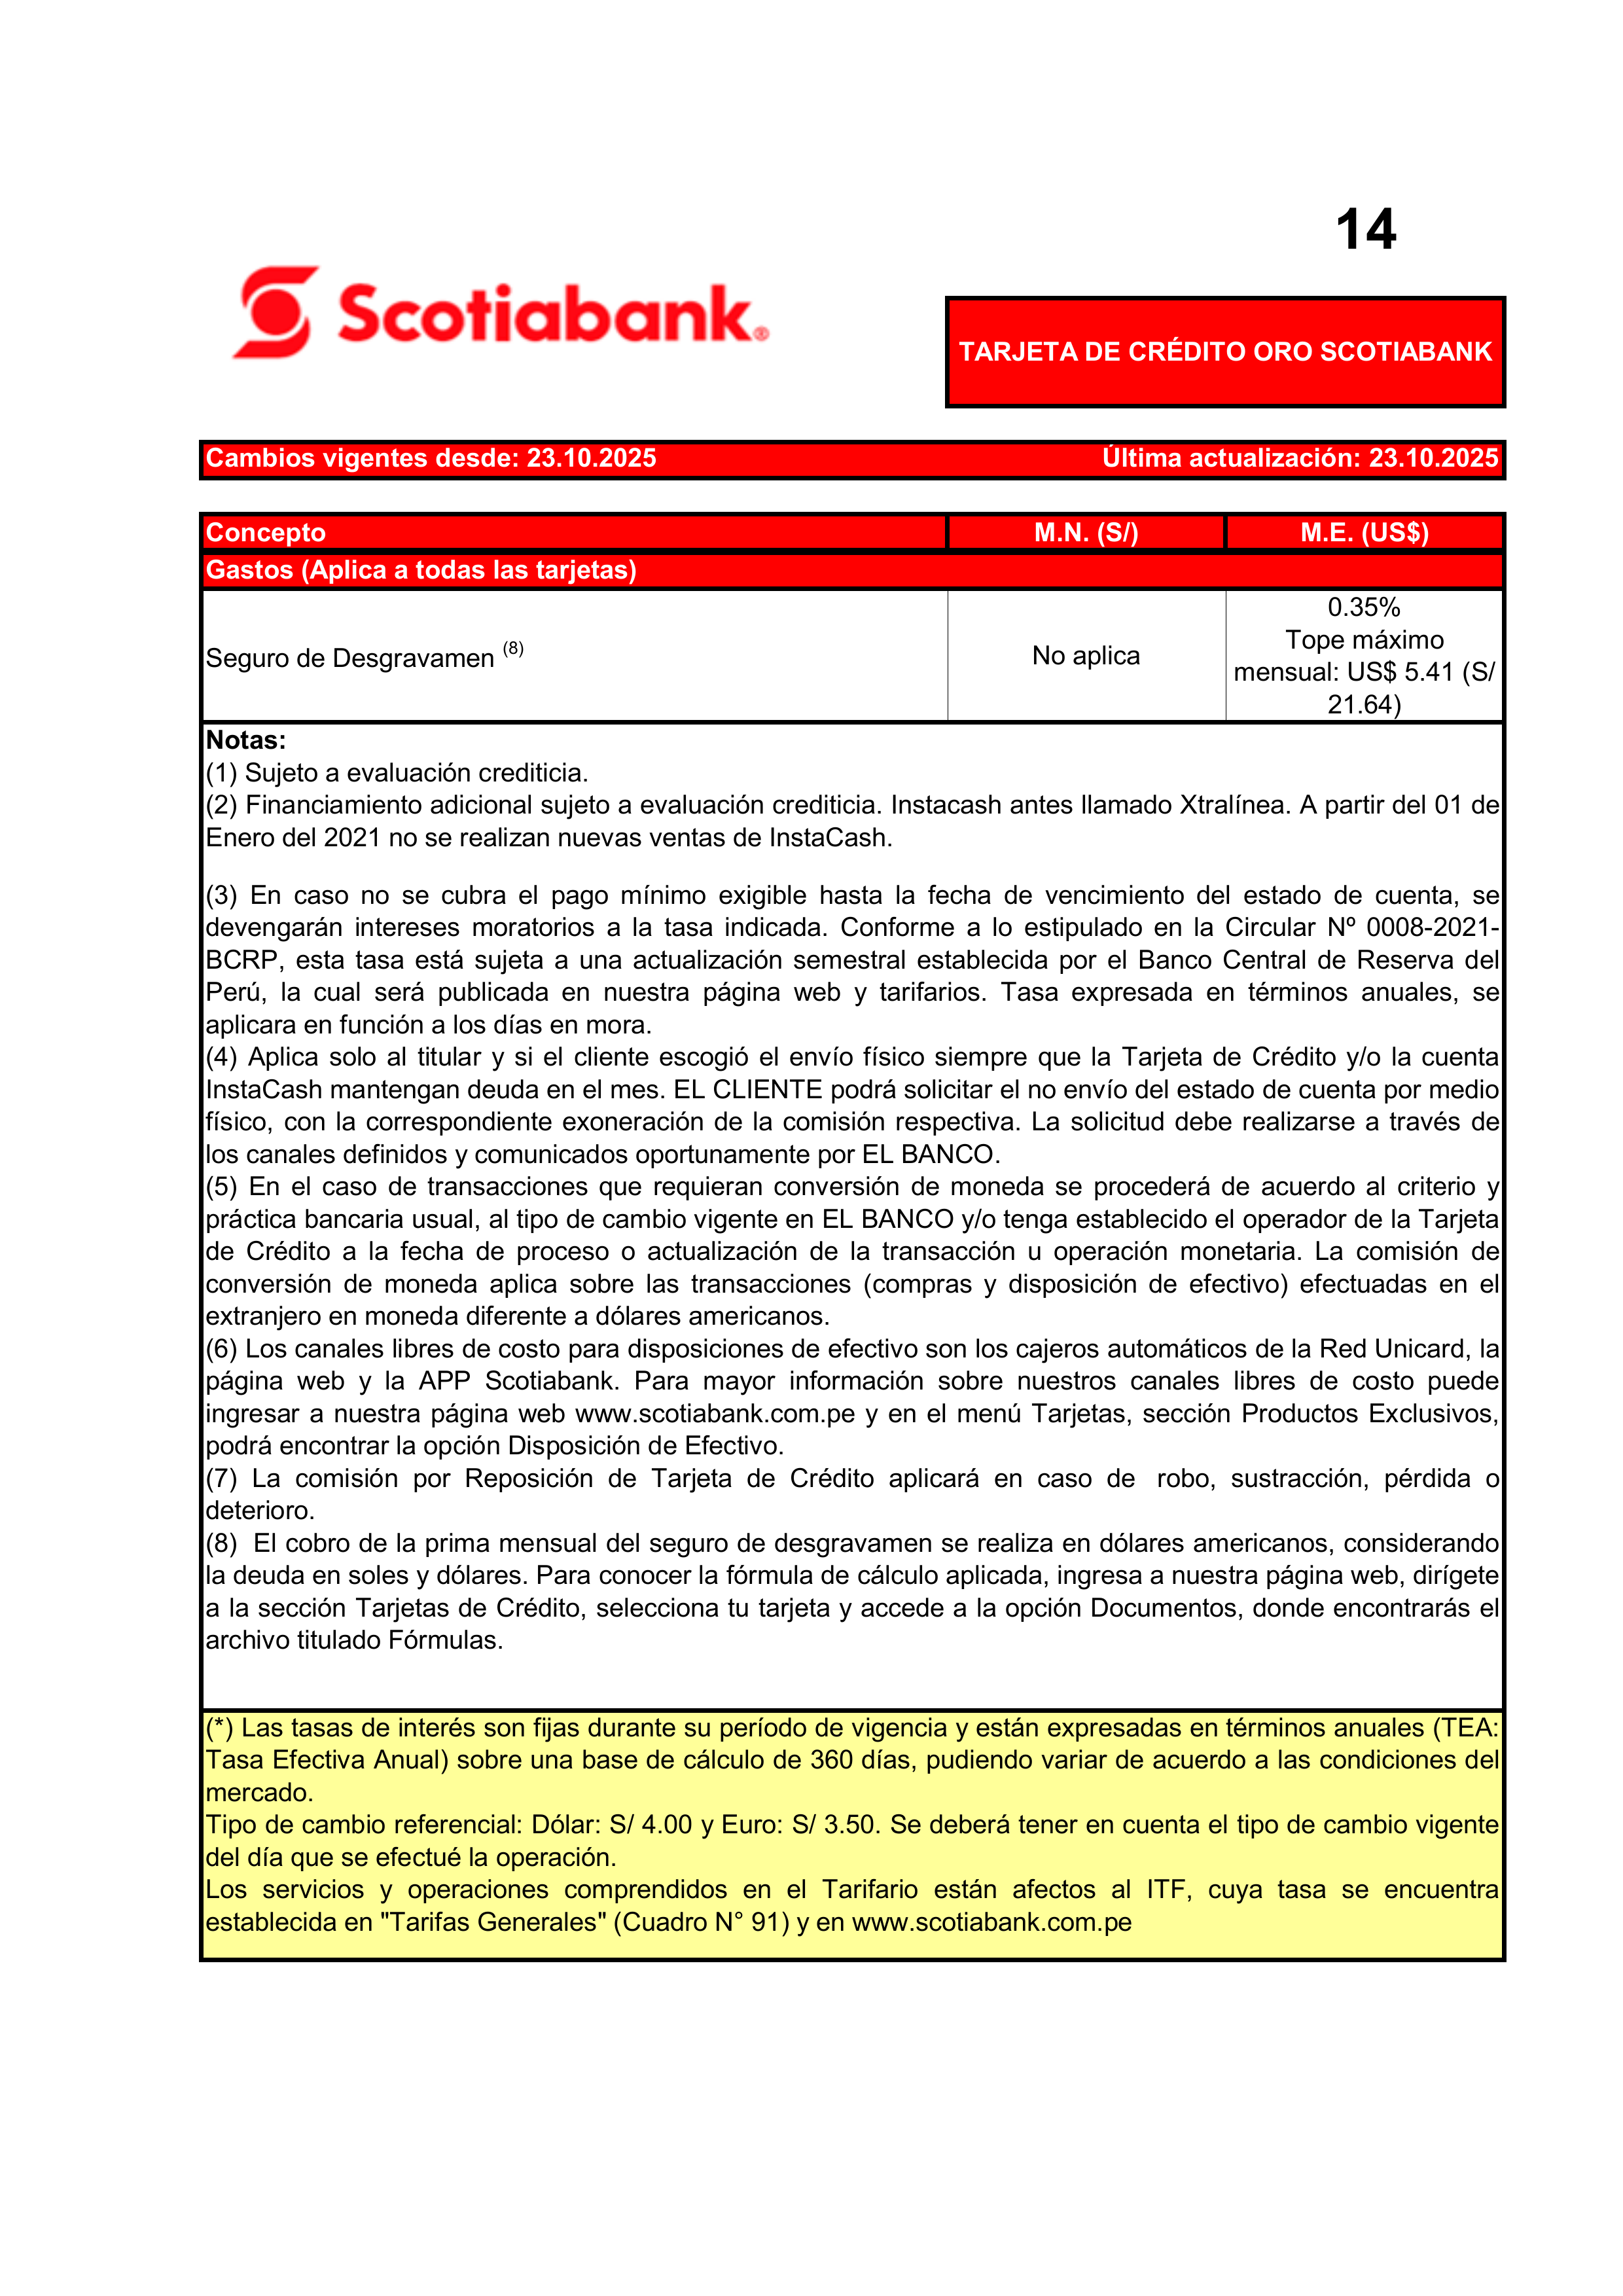 14
Scotiabank®
TARJETA DE CRÉDITO ORO SCOTIABANK
Cambios vigentes desde: 23.10.2025 Última actualización: 23.10.2025
Concepto M.N. (S/) M.E. (US$)
Gastos (Aplica a todas las tarjetas)
Seguro de Desgravamen (8)
No aplica
0.35%
Tope máximo
mensual: US$ 5.41 (S/
21.64)
Notas:
(1) Sujeto a evaluación crediticia.
(2) Financiamiento adicional sujeto a evaluación crediticia. Instacash antes llamado Xtralínea. A partir del 01 de
Enero del 2021 no se realizan nuevas ventas de InstaCash.
(3) En caso no se cubra el pago mínimo exigible hasta la fecha de vencimiento del estado de cuenta, se
devengarán intereses moratorios a la tasa indicada. Conforme a lo estipulado en la Circular Nº 0008-2021-
BCRP, esta tasa está sujeta a una actualización semestral establecida por el Banco Central de Reserva del
Perú, la cual será publicada en nuestra página web y tarifarios. Tasa expresada en términos anuales, se
aplicara en función a los días en mora.
(4) Aplica solo al titular y si el cliente escogió el envío físico siempre que la Tarjeta de Crédito y/o la cuenta
InstaCash mantengan deuda en el mes. EL CLIENTE podrá solicitar el no envío del estado de cuenta por medio
físico, con la correspondiente exoneración de la comisión respectiva. La solicitud debe realizarse a través de
los canales definidos y comunicados oportunamente por EL BANCO.
(5) En el caso de transacciones que requieran conversión de moneda se procederá de acuerdo al criterio y
práctica bancaria usual, al tipo de cambio vigente en EL BANCO y/o tenga establecido el operador de la Tarjeta
de Crédito a la fecha de proceso o actualización de la transacción u operación monetaria. La comisión de
conversión de moneda aplica sobre las transacciones (compras y disposición de efectivo) efectuadas en el
extranjero en moneda diferente a dólares americanos.
(6) Los canales libres de costo para disposiciones de efectivo son los cajeros automáticos de la Red Unicard, la
página web y la APP Scotiabank. Para mayor información sobre nuestros canales libres de costo puede
ingresar a nuestra página web www.scotiabank.com.pe y en el menú Tarjetas, sección Productos Exclusivos,
podrá encontrar la opción Disposición de Efectivo.
(7) La comisión por Reposición de Tarjeta de Crédito aplicará en caso de robo, sustracción, pérdida o
deterioro.
(8) El cobro de la prima mensual del seguro de desgravamen se realiza en dólares americanos, considerando
la deuda en soles y dólares. Para conocer la fórmula de cálculo aplicada, ingresa a nuestra página web, dirígete
a la sección Tarjetas de Crédito, selecciona tu tarjeta y accede a la opción Documentos, donde encontrarás el
archivo titulado Fórmulas.
(*) Las tasas de interés son fijas durante su período de vigencia y están expresadas en términos anuales (TEA:
Tasa Efectiva Anual) sobre una base de cálculo de 360 días, pudiendo variar de acuerdo a las condiciones del
mercado.
Tipo de cambio referencial: Dólar: S/ 4.00 y Euro: S/ 3.50. Se deberá tener en cuenta el tipo de cambio vigente
del día que se efectué la operación.
Los servicios y operaciones comprendidos en el Tarifario están afectos al ITF, cuya tasa se encuentra
establecida en "Tarifas Generales" (Cuadro N° 91) y en www.scotiabank.com.pe